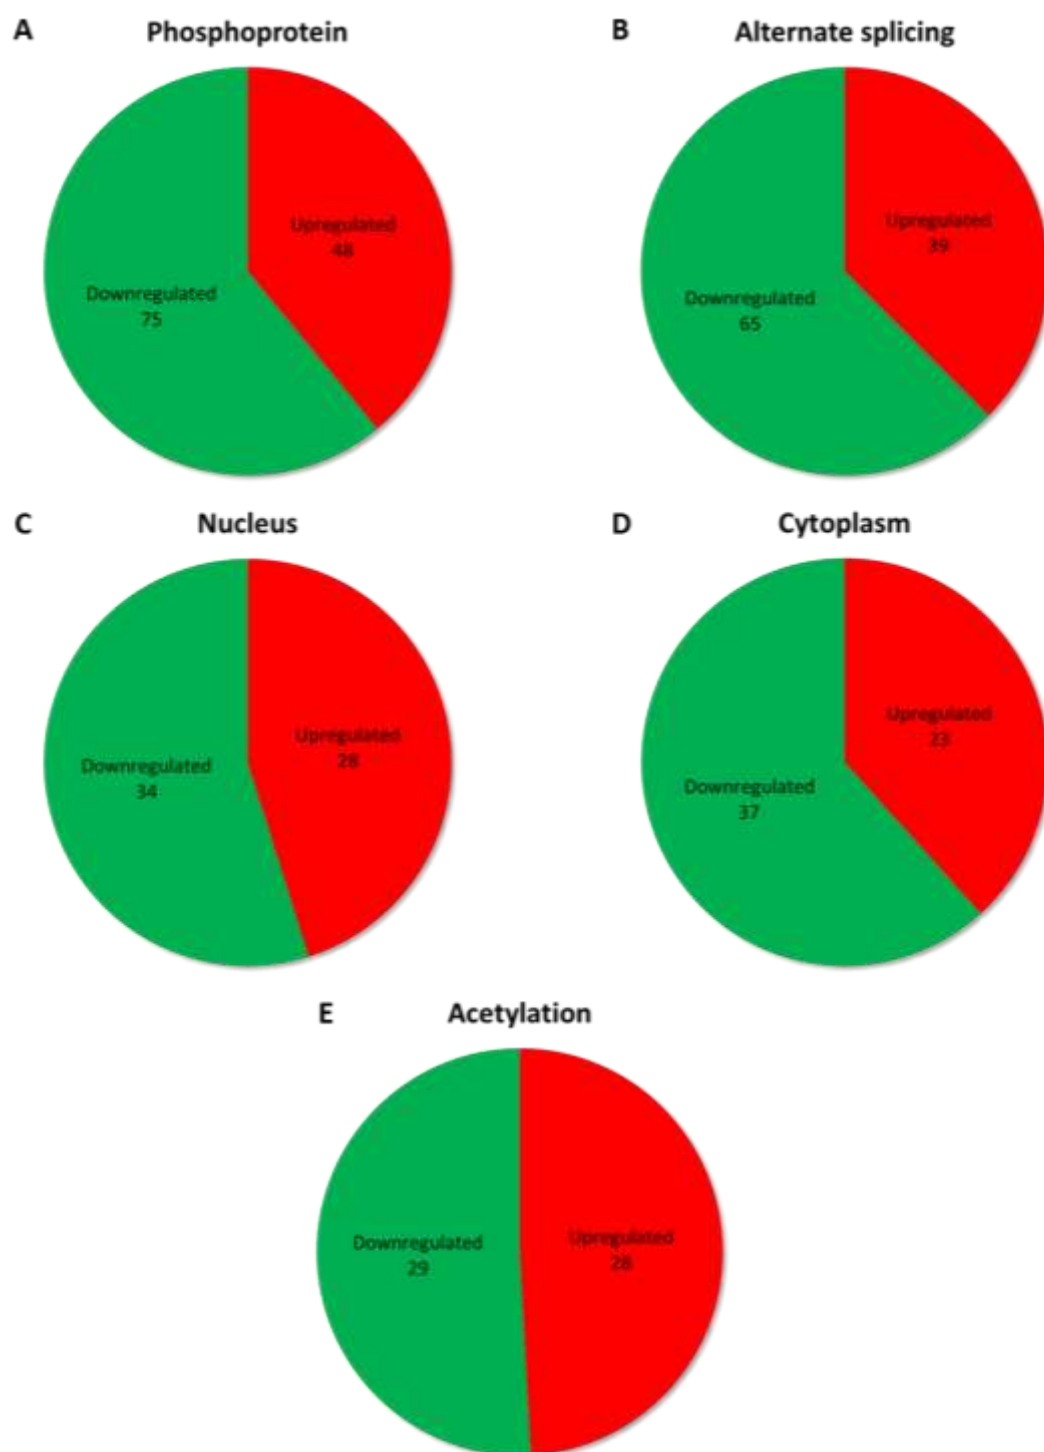 A Phosphoprotein
B Alternate splicing
Upregulated
48
Downregulated
75
Upregulated
39
Downregulated
65
C Nucleus
D Cytoplasm
Upregulated
28
Downregulated
34
Upregulated
23
Downregulated
37
E Acetylation
Upregulated
28
Downregulated
29